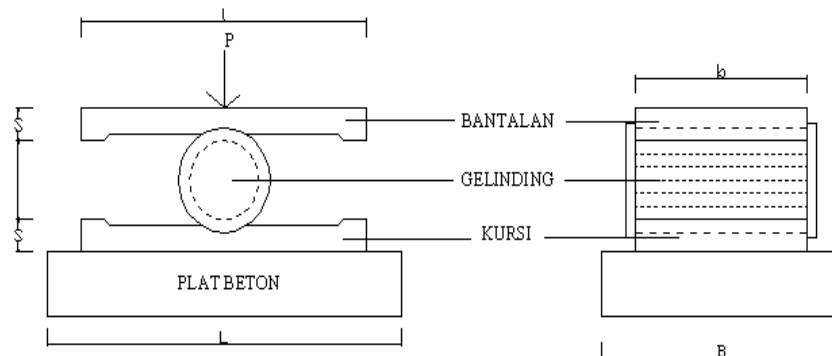 l
P
b
S
BANTALAN
GELINDING
S
KURSI
PLAT BETON
L
B